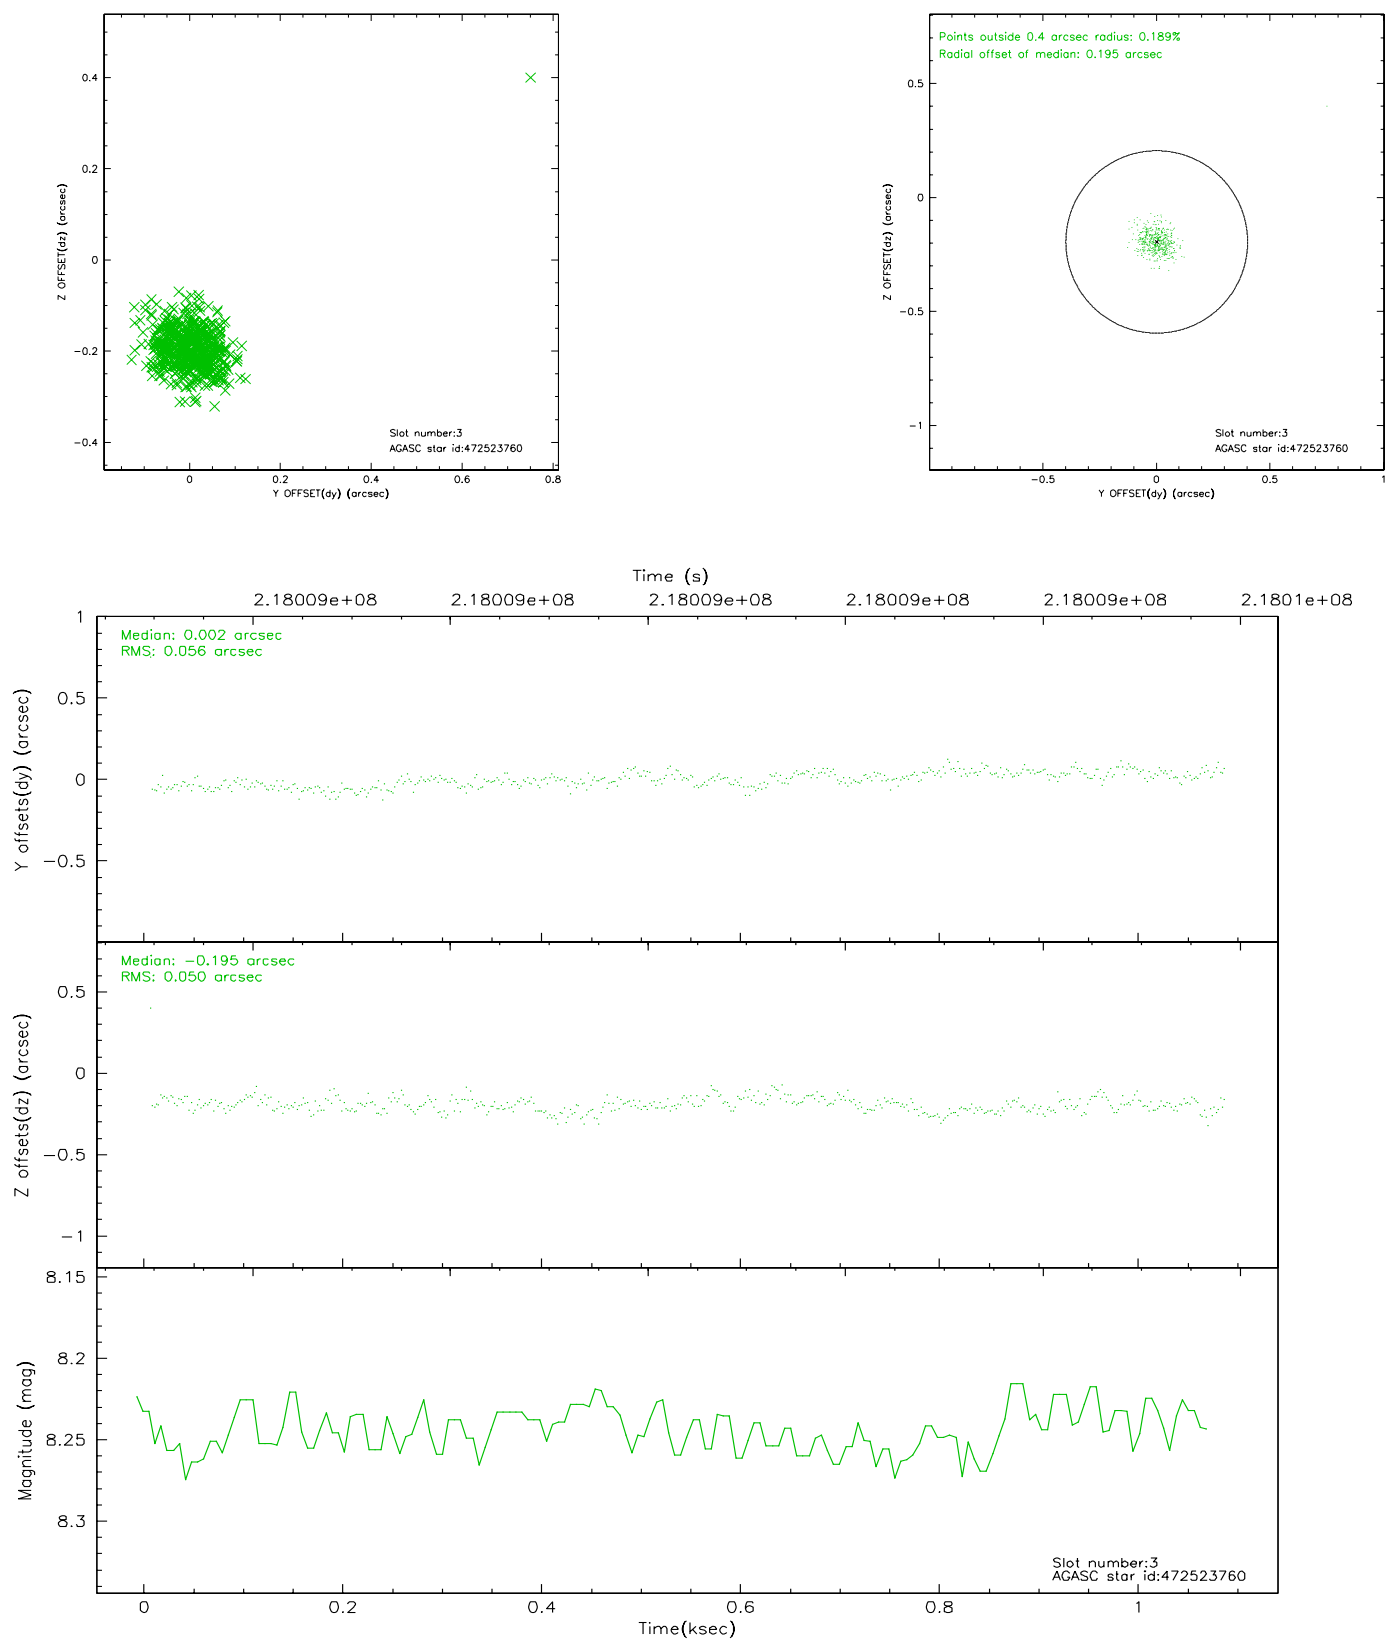 0.4
0.2
0
−0.2
−0.4
Z OFFSET(dz) (arcsec)
Slot number:3
AGASC star id:472523760
0 0.2 0.4 0.6 0.8
Y OFFSET(dy) (arcsec)
Points outside 0.4 arcsec radius: 0.189%
Radial offset of median: 0.195 arcsec
0.5
0
−0.5
−1
Z OFFSET(dz) (arcsec)
Slot number:3
AGASC star id:472523760
−0.5 0 0.5 1
Y OFFSET(dy) (arcsec)
Time (s)
2.18009e+08 2.18009e+08 2.18009e+08 2.18009e+08 2.18009e+08 2.1801e+08
Median: 0.002 arcsec
RMS: 0.056 arcsec
1
0.5
0
−0.5
Y offsets(dy) (arcsec)
Median: −0.195 arcsec
RMS: 0.050 arcsec
0.5
0
−0.5
−1
Z offsets(dz) (arcsec)
8.15
8.2
8.25
8.3
Magnitude (mag)
Slot number:3
AGASC star id:472523760
0 0.2 0.4 0.6 0.8 1
Time(ksec)